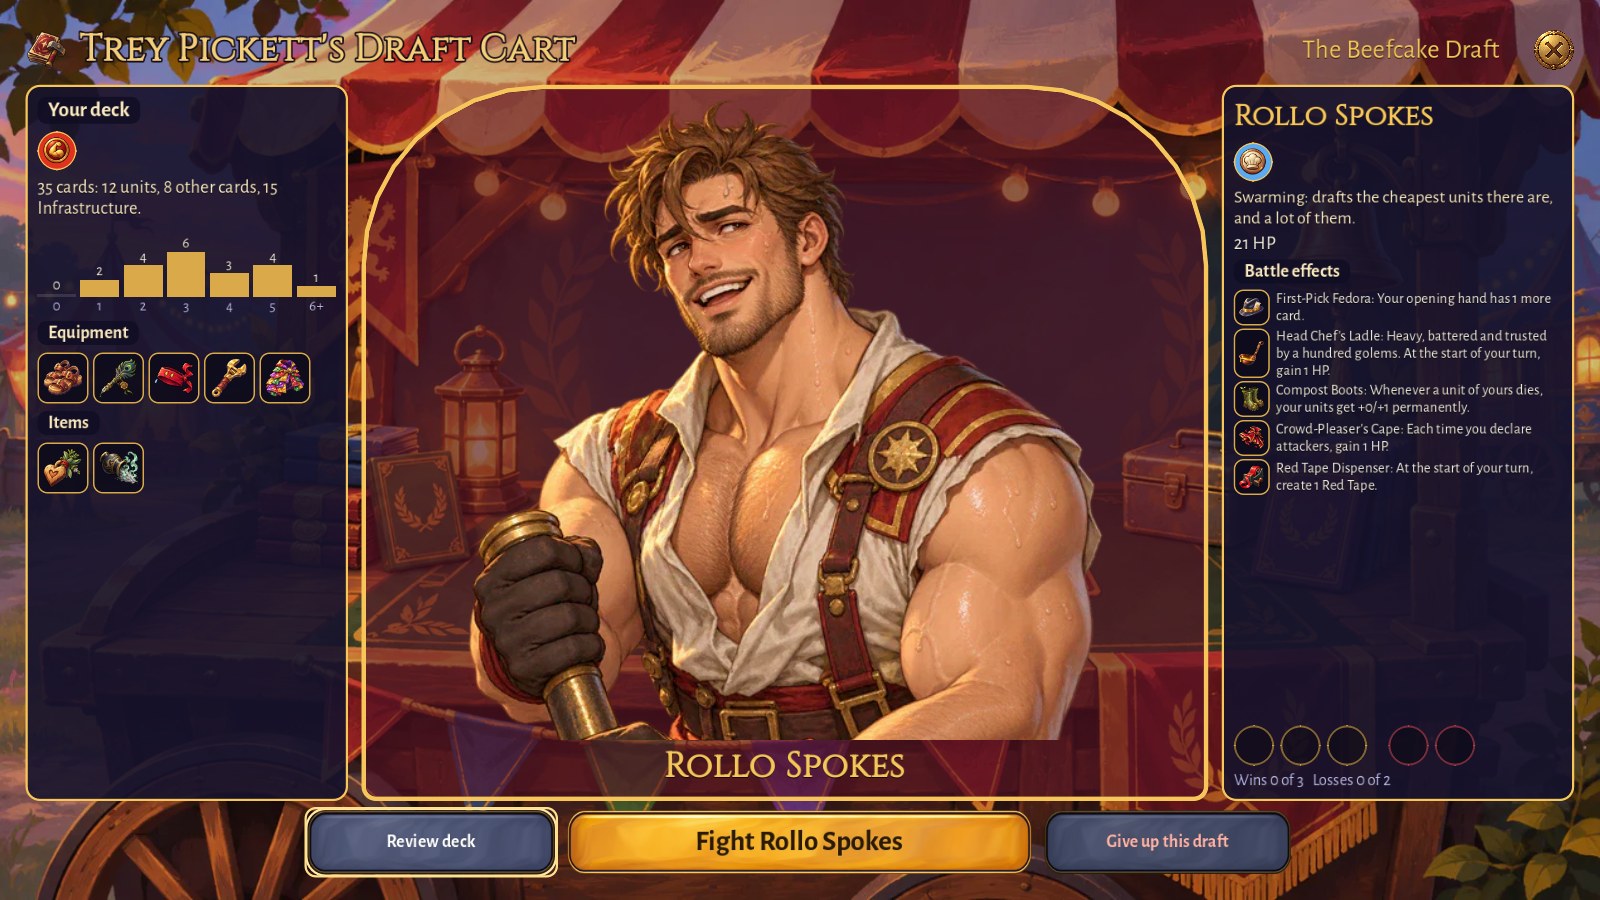 Trey Pickett's Draft Cart
The Beefcake Draft
Your deck
35 cards: 12 units, 8 other cards, 15
Infrastructure.
0 2 4 6 3 4 1
0 1 2 3 4 5 6+
Equipment
Items
Rollo Spokes
Swarming: drafts the cheapest units there are,
and a lot of them.
21 HP
Battle effects
First-Pick Fedora: Your opening hand has 1 more
card.
Head Chef's Ladle: Heavy, battered and trusted
by a hundred golems. At the start of your turn,
gain 1 HP.
Compost Boots: Whenever a unit of yours dies,
your units get +0/+1 permanently.
Crowd-Pleaser's Cape: Each time you declare
attackers, gain 1 HP.
Red Tape Dispenser: At the start of your turn,
create 1 Red Tape.
Wins 0 of 3 Losses 0 of 2
Rollo Spokes
Review deck
Fight Rollo Spokes
Give up this draft